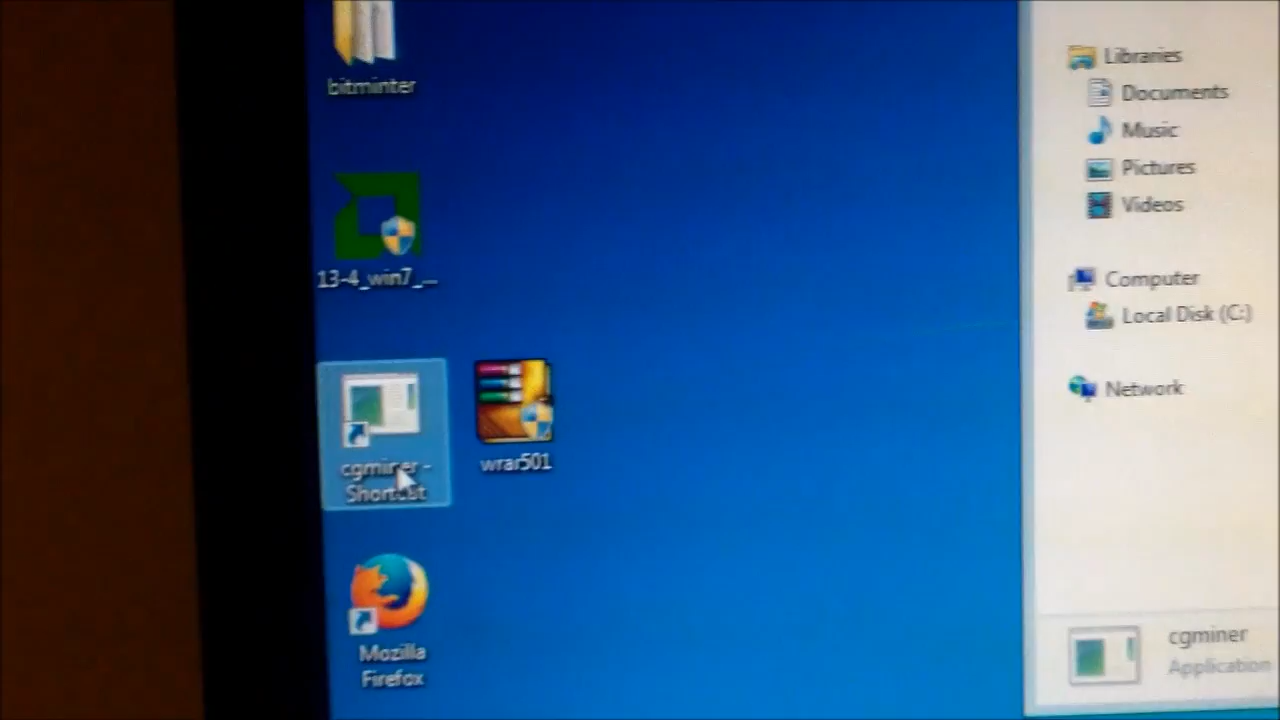 bitminter
13-4_win7_...
cgminer -
Shortcut
wrar501
Mozilla
Firefox
Libraries
Documents
Music
Pictures
Videos
Computer
Local Disk (C:)
Network
cgminer
Application